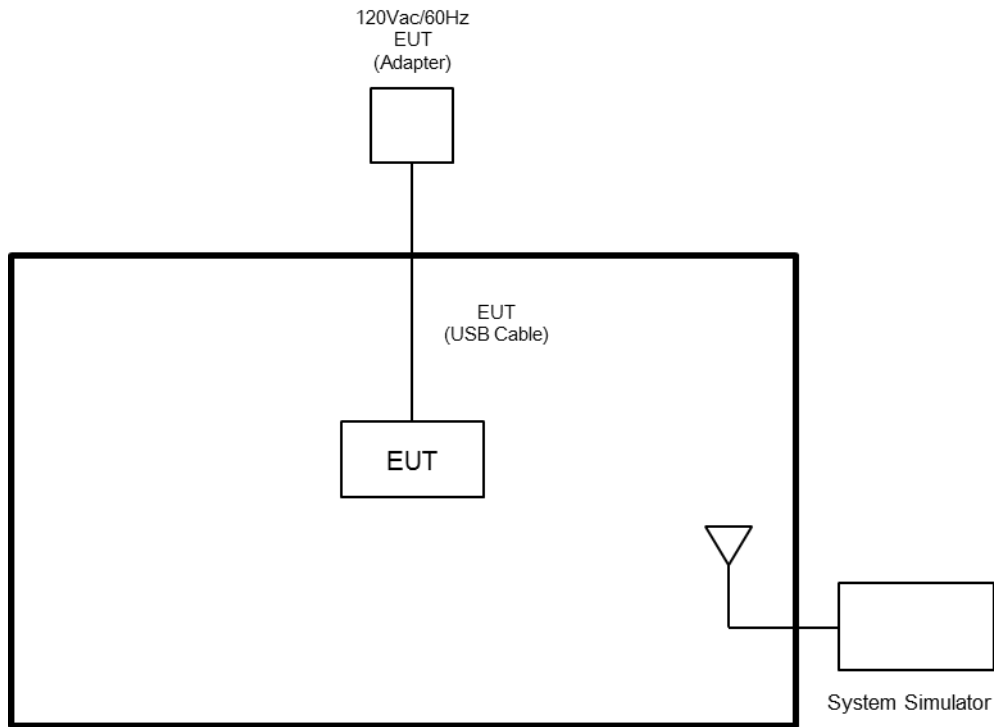 120Vac/60Hz
EUT
(Adapter)
EUT
(USB Cable)
EUT
System Simulator